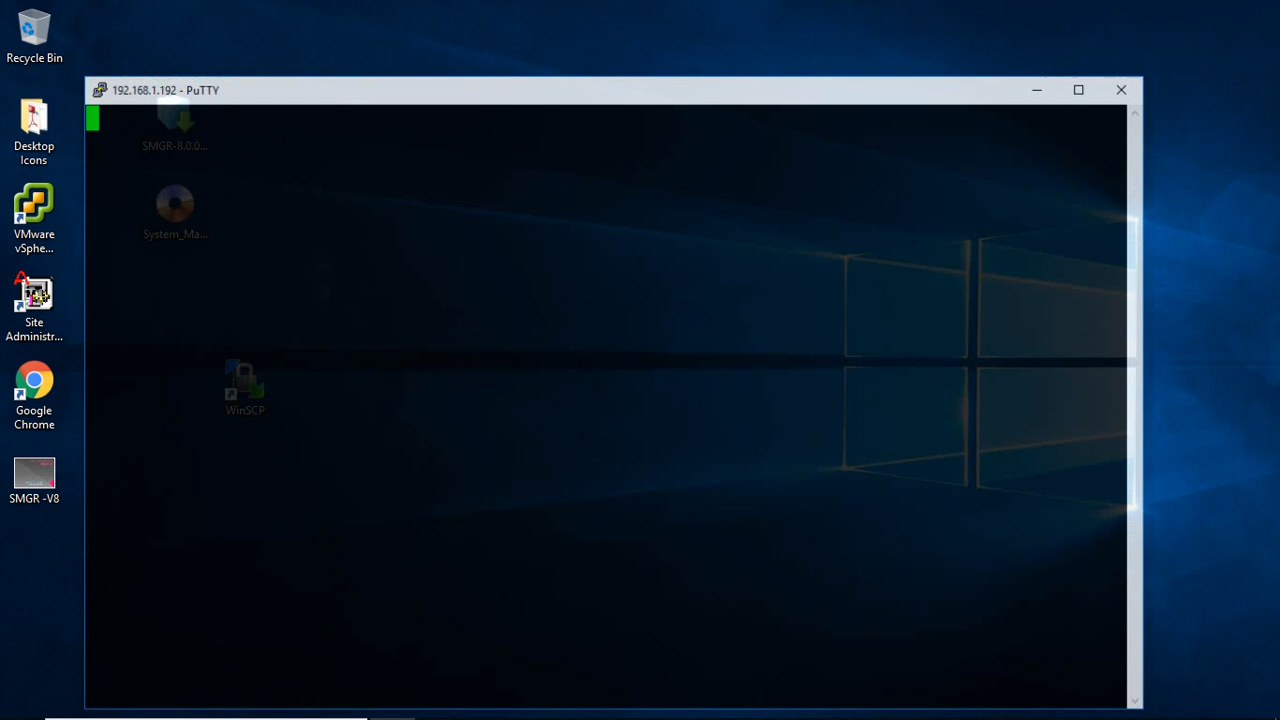 Recycle Bin
192.168.1.192 - PuTTY
SMGR-8.0.0...
Desktop
Icons
System_Ma...
VMware
vSphe...
Site
Administr...
Google
Chrome
WinSCP
SMGR -V8